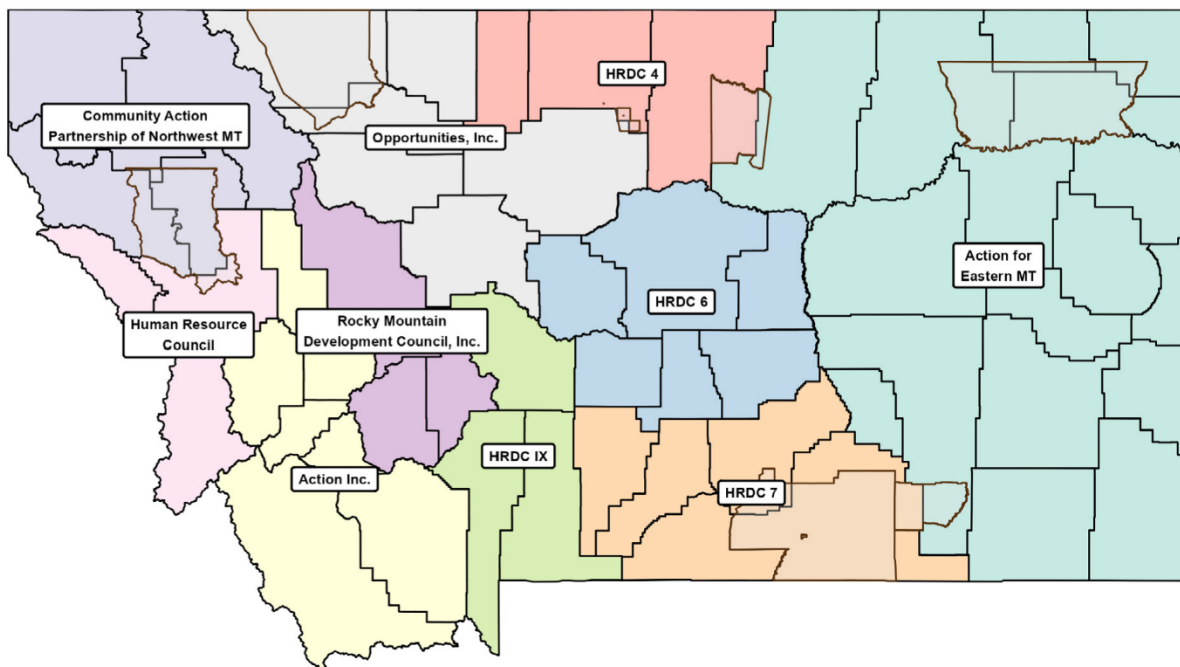 HRDC 4
Community Action
Partnership of Northwest MT
Opportunities, Inc.
Action for
Eastern MT
HRDC 6
Human Resource
Council
Rocky Mountain
Development Council, Inc.
HRDC IX
Action Inc.
HRDC 7